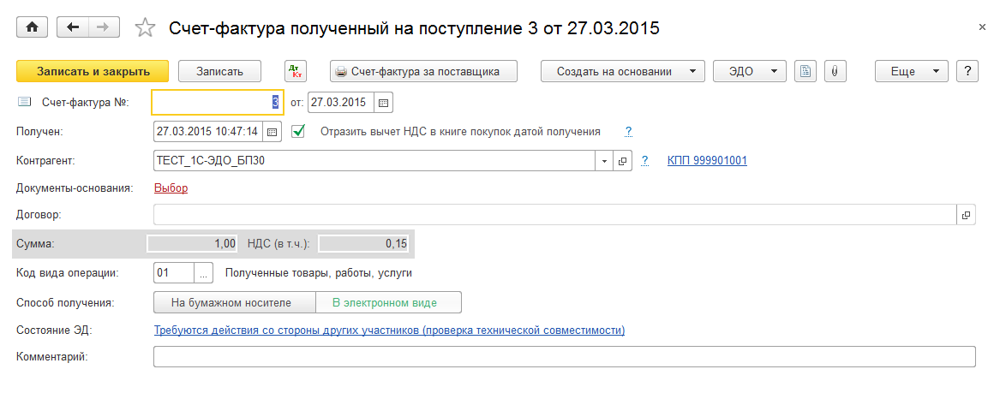 Счет-фактура полученный на поступление 3 от 27.03.2015
×
Записать и закрыть Записать Дт Кт Счет-фактура за поставщика Создать на основании ЭДО Еще ?
Счет-фактура №: 3 от: 27.03.2015
Получен: 27.03.2015 10:47:14 Отразить вычет НДС в книге покупок датой получения ?
Контрагент: ТЕСТ_1С-ЭДО_БП30 ? КПП 999901001
Документы-основания: Выбор
Договор:
Сумма: 1,00 НДС (в т.ч.): 0,15
Код вида операции: 01 ... Полученные товары, работы, услуги
Способ получения: На бумажном носителе В электронном виде
Состояние ЭД: Требуются действия со стороны других участников (проверка технической совместимости)
Комментарий: